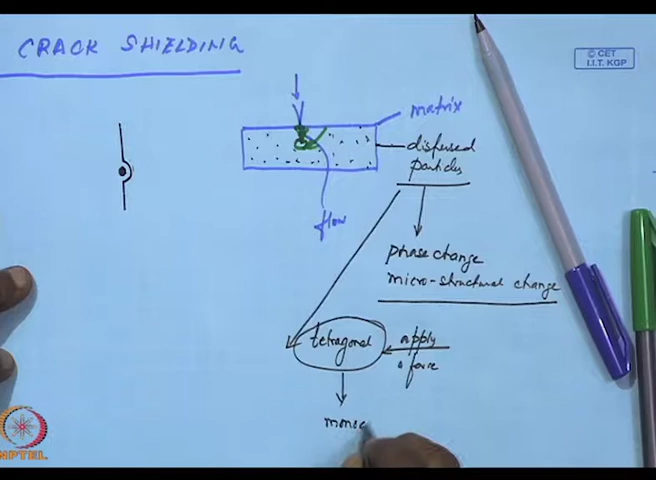 CRACK SHIELDING
© CET
I.I.T. KGP
matrix
dispersed
particles
flow
phase change
micro-structural change
tetragonal
apply
a force
monoc
NPTEL